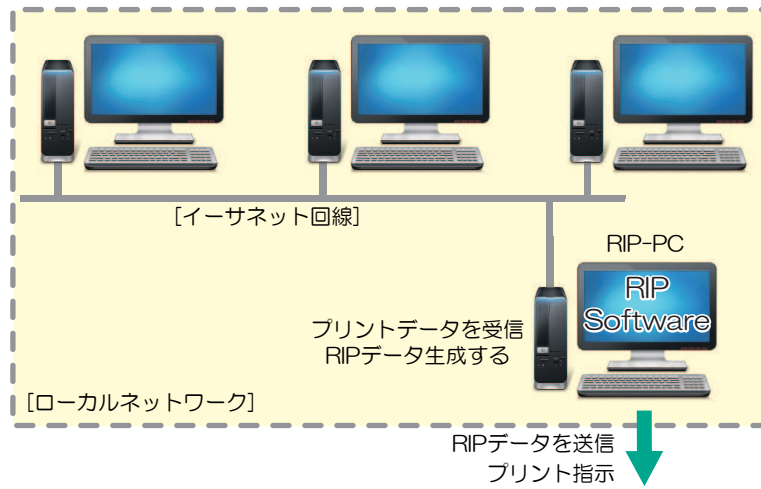 [イーサネット回線]
RIP-PC
RIP
Software
プリントデータを受信
RIPデータ生成する
[ローカルネットワーク]
RIPデータを送信
プリント指示